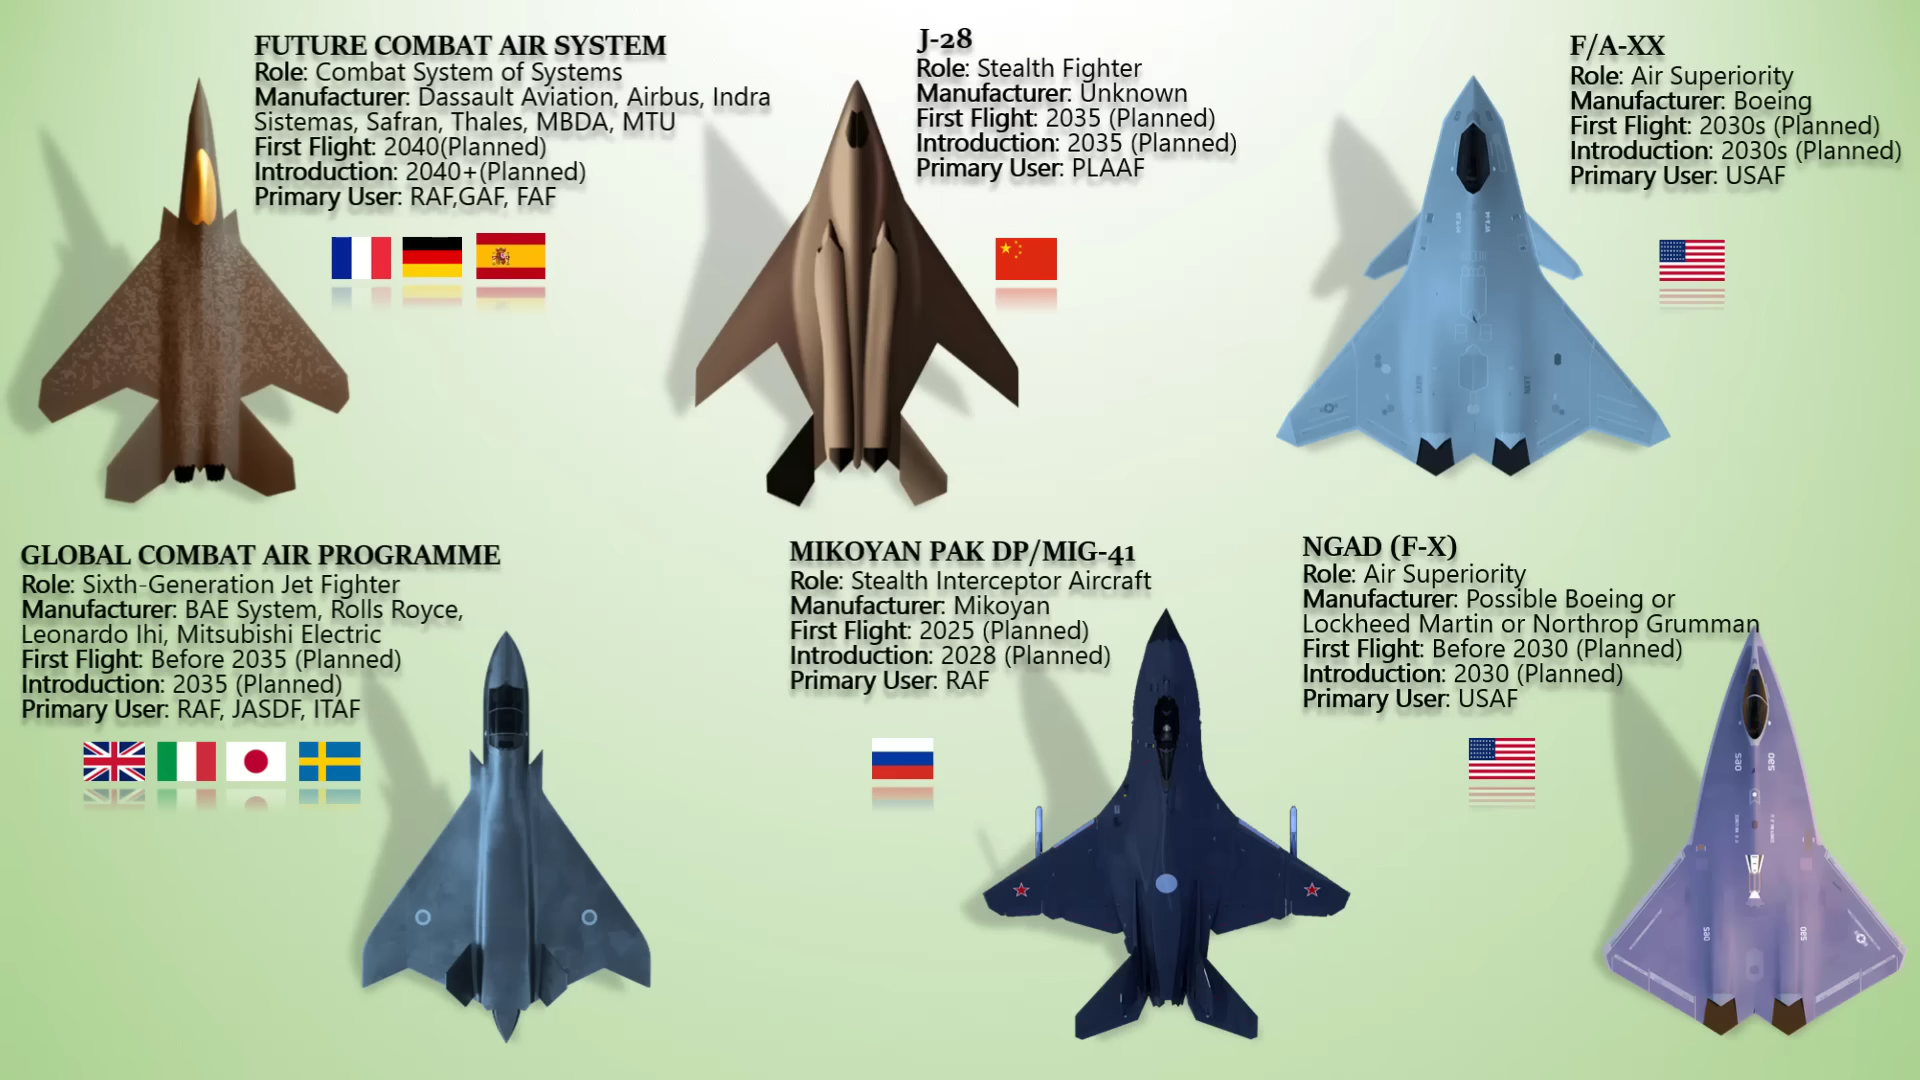 FUTURE COMBAT AIR SYSTEM
Role: Combat System of Systems
Manufacturer: Dassault Aviation, Airbus, Indra
Sistemas, Safran, Thales, MBDA, MTU
First Flight: 2040(Planned)
Introduction: 2040+(Planned)
Primary User: RAF,GAF, FAF
J-28
Role: Stealth Fighter
Manufacturer: Unknown
First Flight: 2035 (Planned)
Introduction: 2035 (Planned)
Primary User: PLAAF
F/A-XX
Role: Air Superiority
Manufacturer: Boeing
First Flight: 2030s (Planned)
Introduction: 2030s (Planned)
Primary User: USAF
GLOBAL COMBAT AIR PROGRAMME
Role: Sixth-Generation Jet Fighter
Manufacturer: BAE System, Rolls Royce,
Leonardo Ihi, Mitsubishi Electric
First Flight: Before 2035 (Planned)
Introduction: 2035 (Planned)
Primary User: RAF, JASDF, ITAF
MIKOYAN PAK DP/MIG-41
Role: Stealth Interceptor Aircraft
Manufacturer: Mikoyan
First Flight: 2025 (Planned)
Introduction: 2028 (Planned)
Primary User: RAF
NGAD (F-X)
Role: Air Superiority
Manufacturer: Possible Boeing or
Lockheed Martin or Northrop Grumman
First Flight: Before 2030 (Planned)
Introduction: 2030 (Planned)
Primary User: USAF